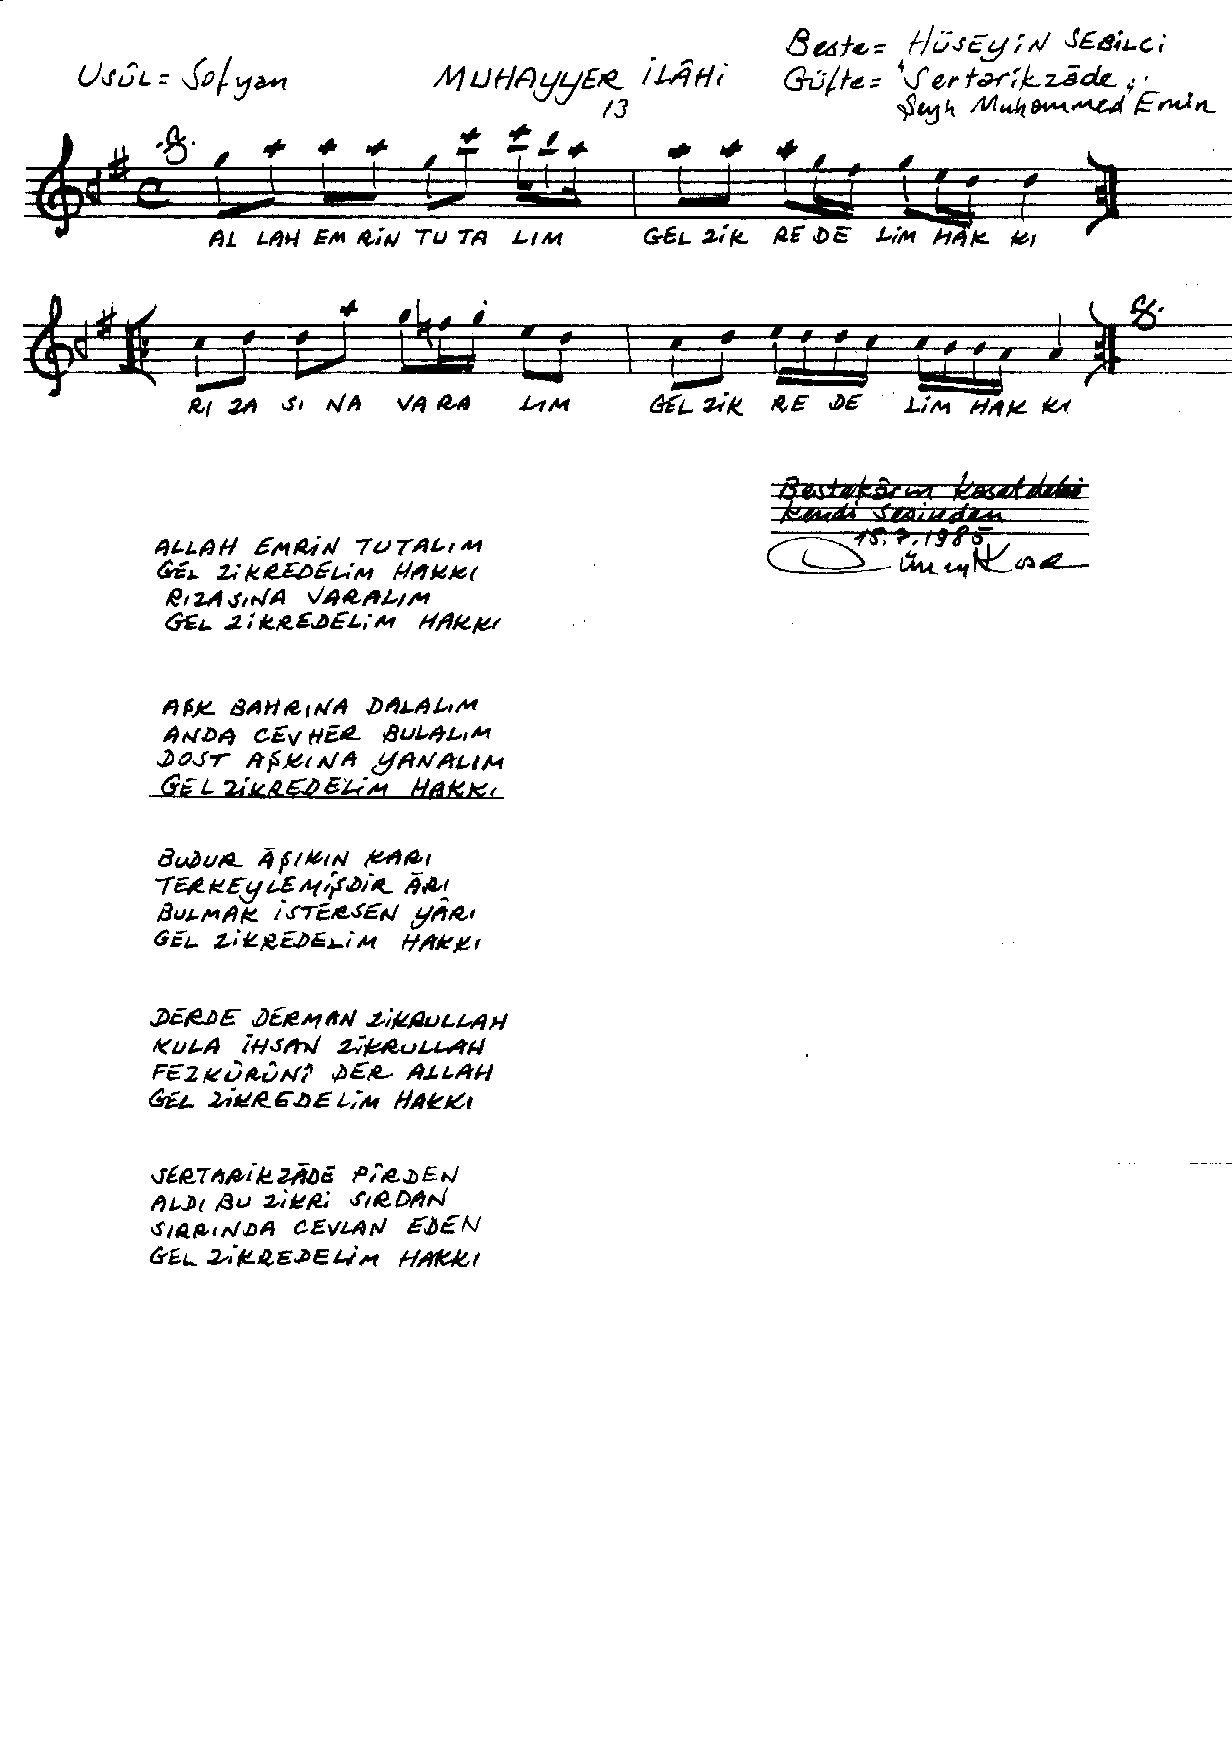 Beste= HÜSEYİN SEBİLCİ
Usûl= Sofyan MUHAYYER İLÂHİ Güfte= Sertarikzâde
13 Şeyh Muhammed Emin
AL LAH EM RİN TU TA LIM GEL ZİK RE DE LİM HAK KI
RI ZA SI NA VA RA LIM GEL ZİK RE DE LİM HAK KI
Bestekârın kasetdeki
kendi sesinden
15.7.1985
ALLAH EMRİN TUTALIM
GEL ZİKREDELİM HAKKI
RIZASINA VARALIM
GEL ZİKREDELİM HAKKI
AŞK BAHRINA DALALIM
ANDA CEVHER BULALIM
DOST AŞKINA YANALIM
GEL ZİKREDELİM HAKKI
BUDUR ÂŞIKIN KARI
TERKEYLEMİŞDİR ÂRI
BULMAK İSTERSEN YÂRI
GEL ZİKREDELİM HAKKI
DERDE DERMAN ZİKRULLAH
KULA İHSAN ZİKRULLAH
FEZKÜRÛNÎ DER ALLAH
GEL ZİKREDELİM HAKKI
SERTARİKZÂDE PÎRDEN
ALDI BU ZİKRİ SIRDAN
SIRRINDA CEVLAN EDEN
GEL ZİKREDELİM HAKKI